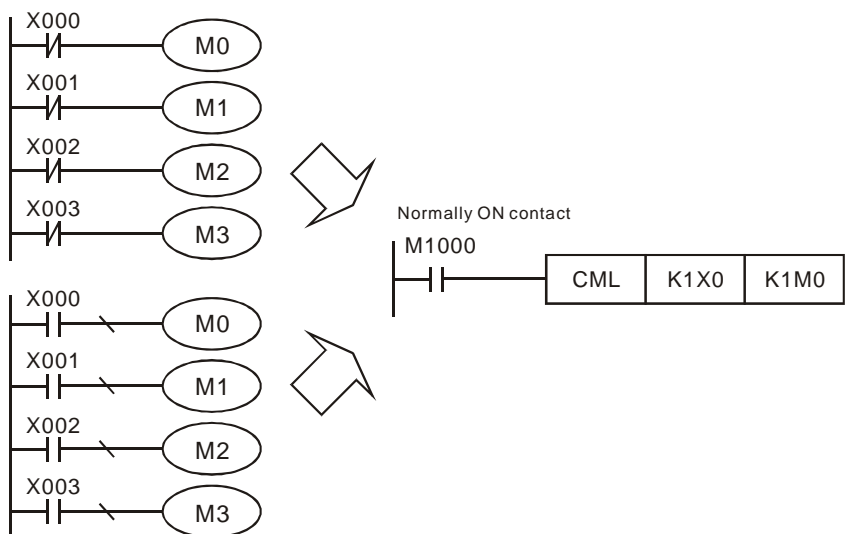 X000
M0
X001
M1
X002
M2
X003
M3
Normally ON contact
M1000
CML K1X0 K1M0
X000
M0
X001
M1
X002
M2
X003
M3